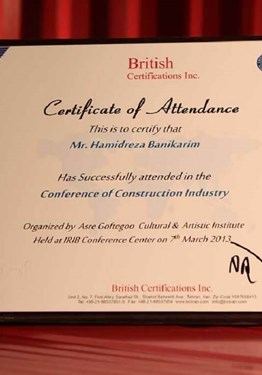 British
Certifications Inc.
Certificate of Attendance
This is to certify that
Mr. Hamidreza Banikarim
Has Successfully attended in the
Conference of Construction Industry
Organized by Asre Goftegoo Cultural & Artistic Institute
Held at IRIB Conference Center on 7th March 2013
British Certifications Inc.